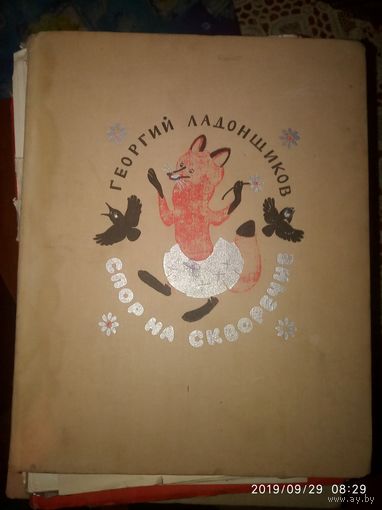 ГЕОРГИЙ ЛАДОНЩИКОВ
СПОР НА СКВОРЕЧНЕ
2019/09/29 08:29
www.ay.by